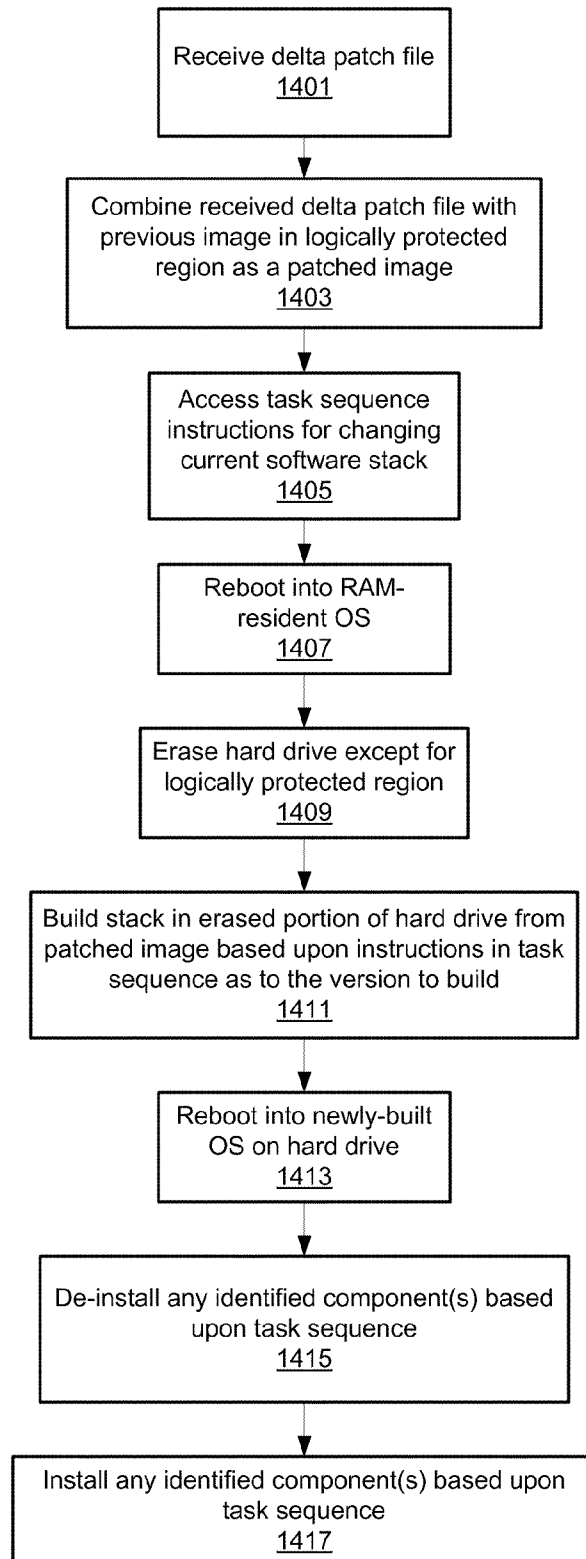 Receive delta patch file
1401
Combine received delta patch file with
previous image in logically protected
region as a patched image
1403
Access task sequence
instructions for changing
current software stack
1405
Reboot into RAM-
resident OS
1407
Erase hard drive except for
logically protected region
1409
Build stack in erased portion of hard drive from
patched image based upon instructions in task
sequence as to the version to build
1411
Reboot into newly-built
OS on hard drive
1413
De-install any identified component(s) based
upon task sequence
1415
Install any identified component(s) based upon
task sequence
1417